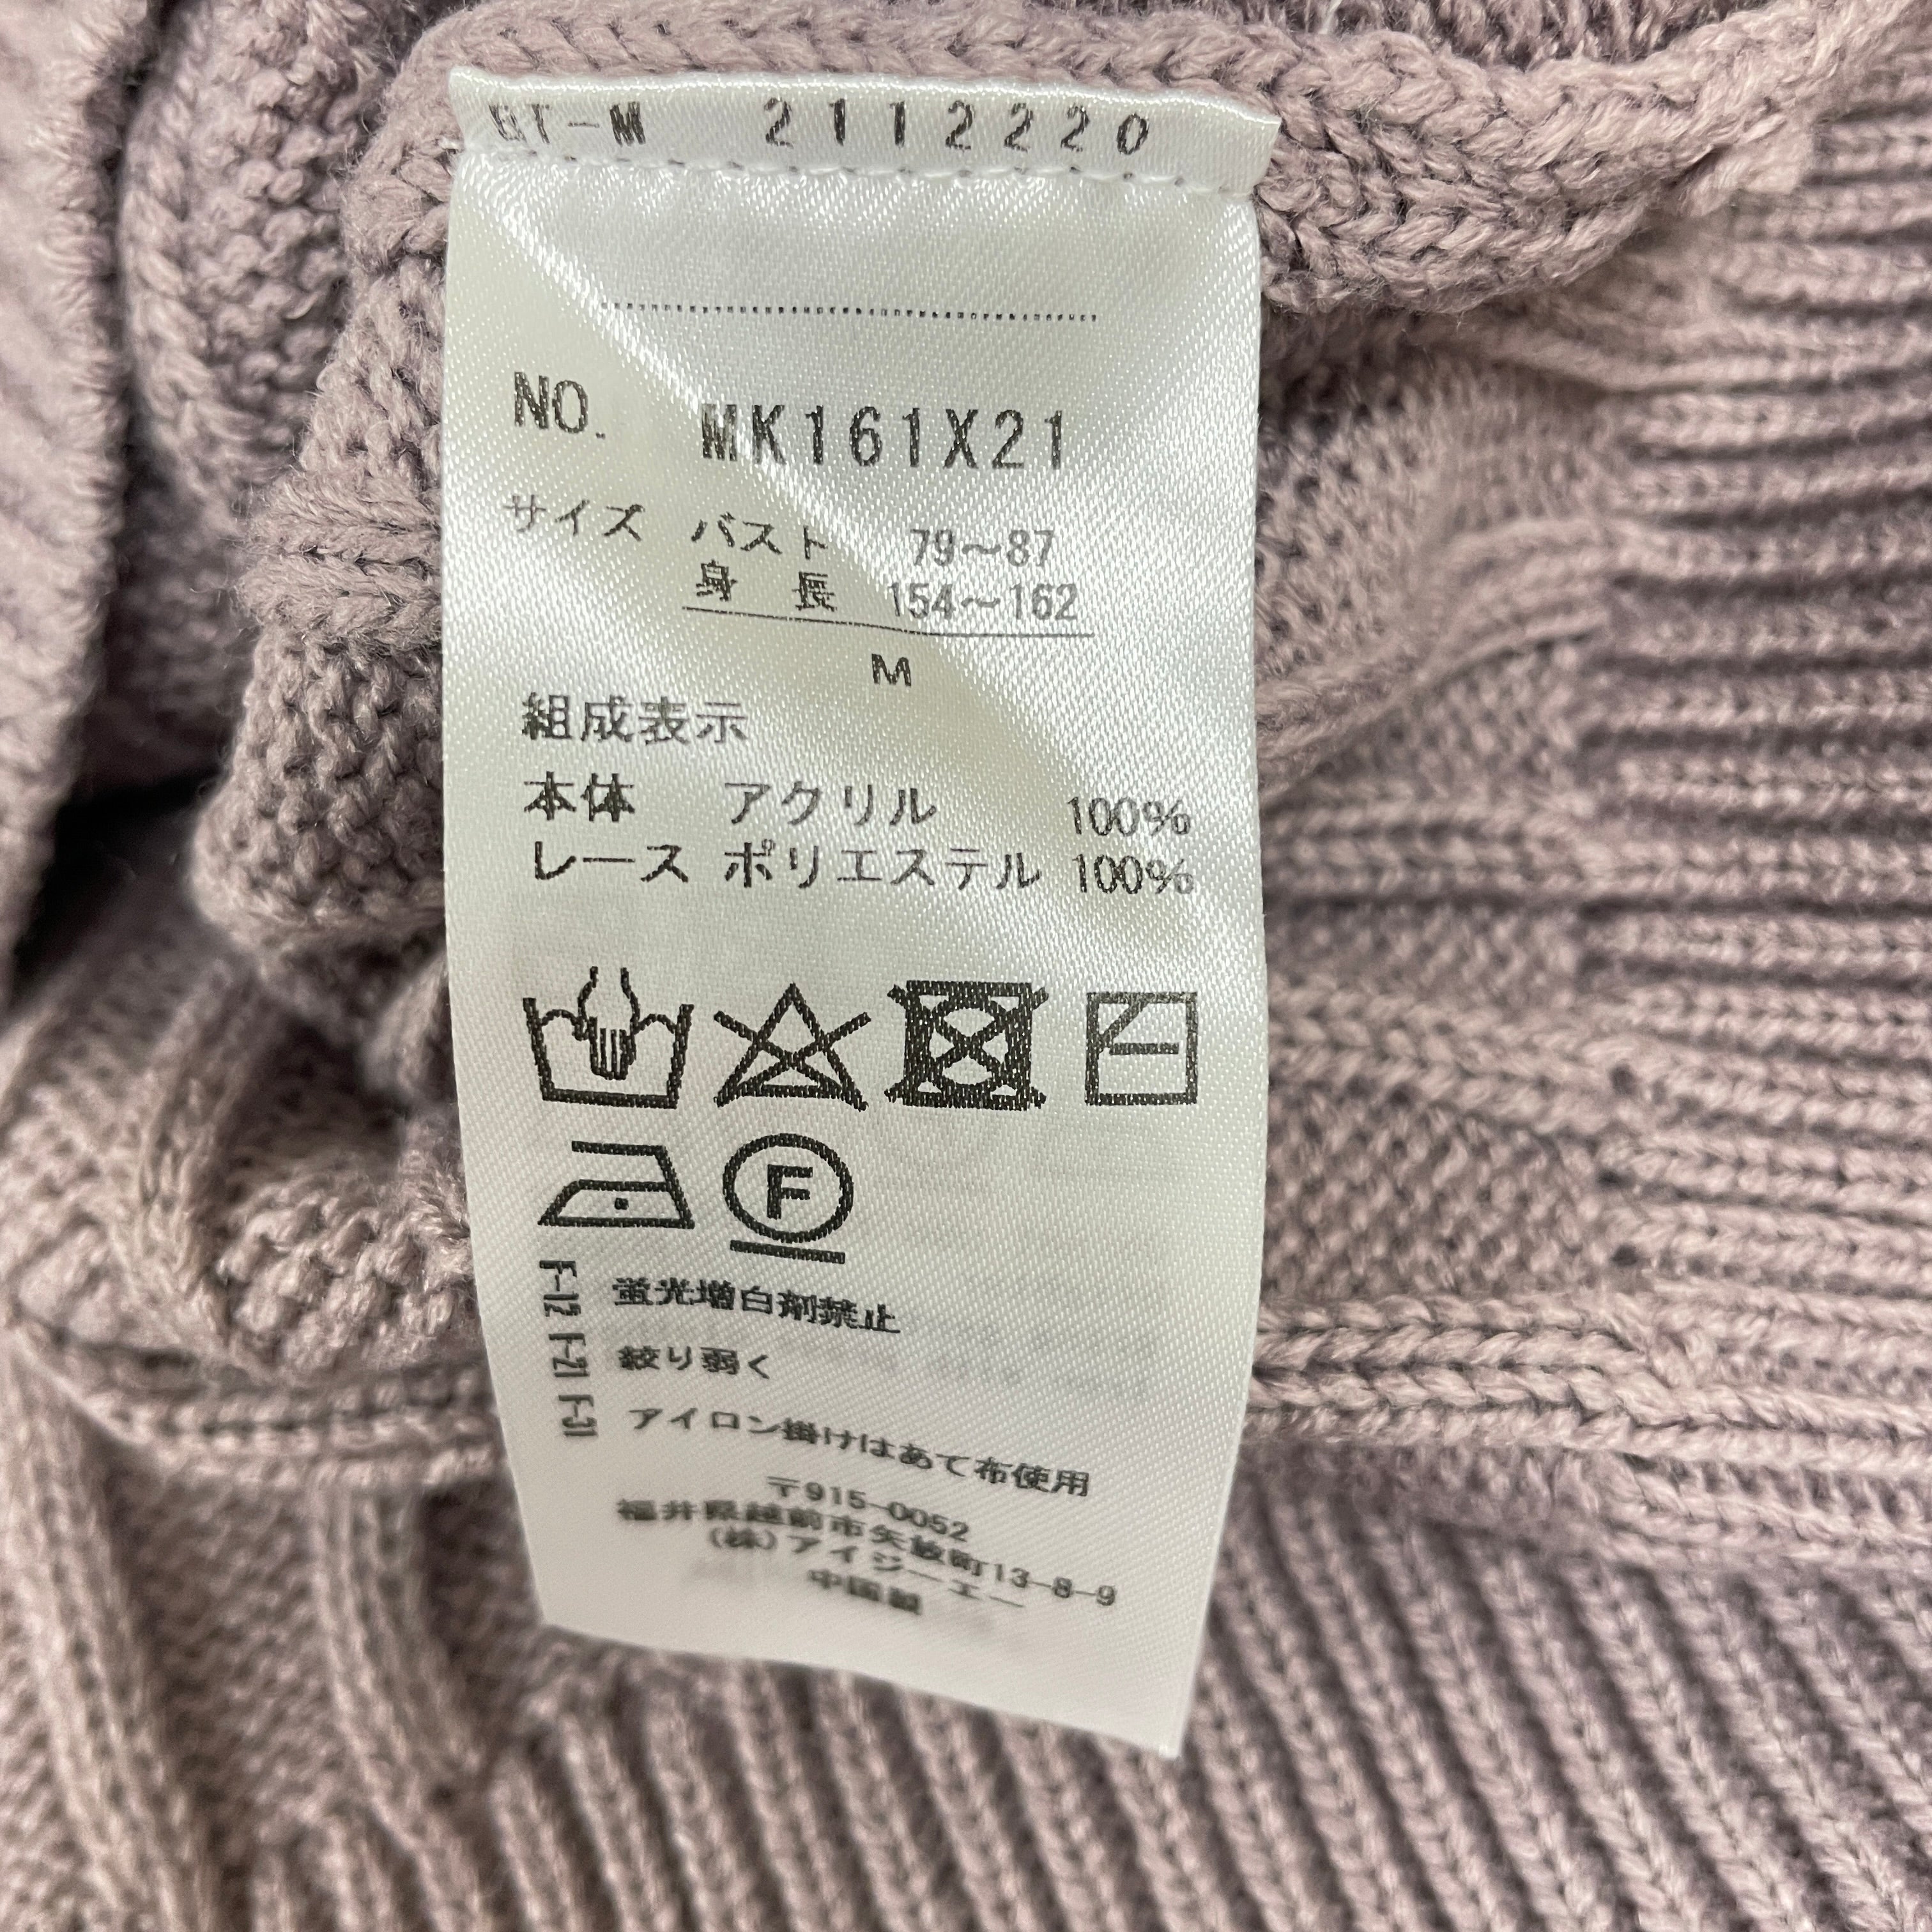 GT-M 2112220
NO. MK161X21
サイズ バスト 79〜87
身長 154〜162
M
組成表示
本体 アクリル 100%
レース ポリエステル 100%
F
F-12 F-21 F-31
蛍光増白剤禁止
絞り弱く
アイロン掛けはあて布使用
〒915-0052
福井県越前市矢放町13-8-9
(株)アイジーエー
中国製